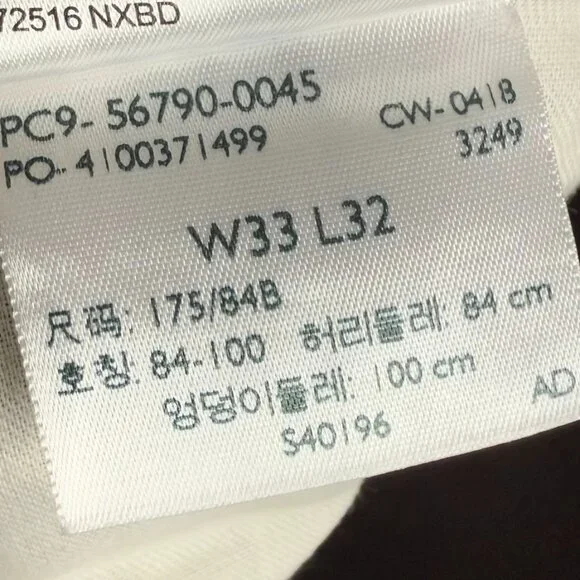 72516 NXBD
PC9-56790-0045
PO-4100371499
CW-0418
3249
W33 L32
尺码: 175/84B
호칭: 84-100 허리둘레: 84 cm
엉덩이둘레: 100 cm
S40196
AD